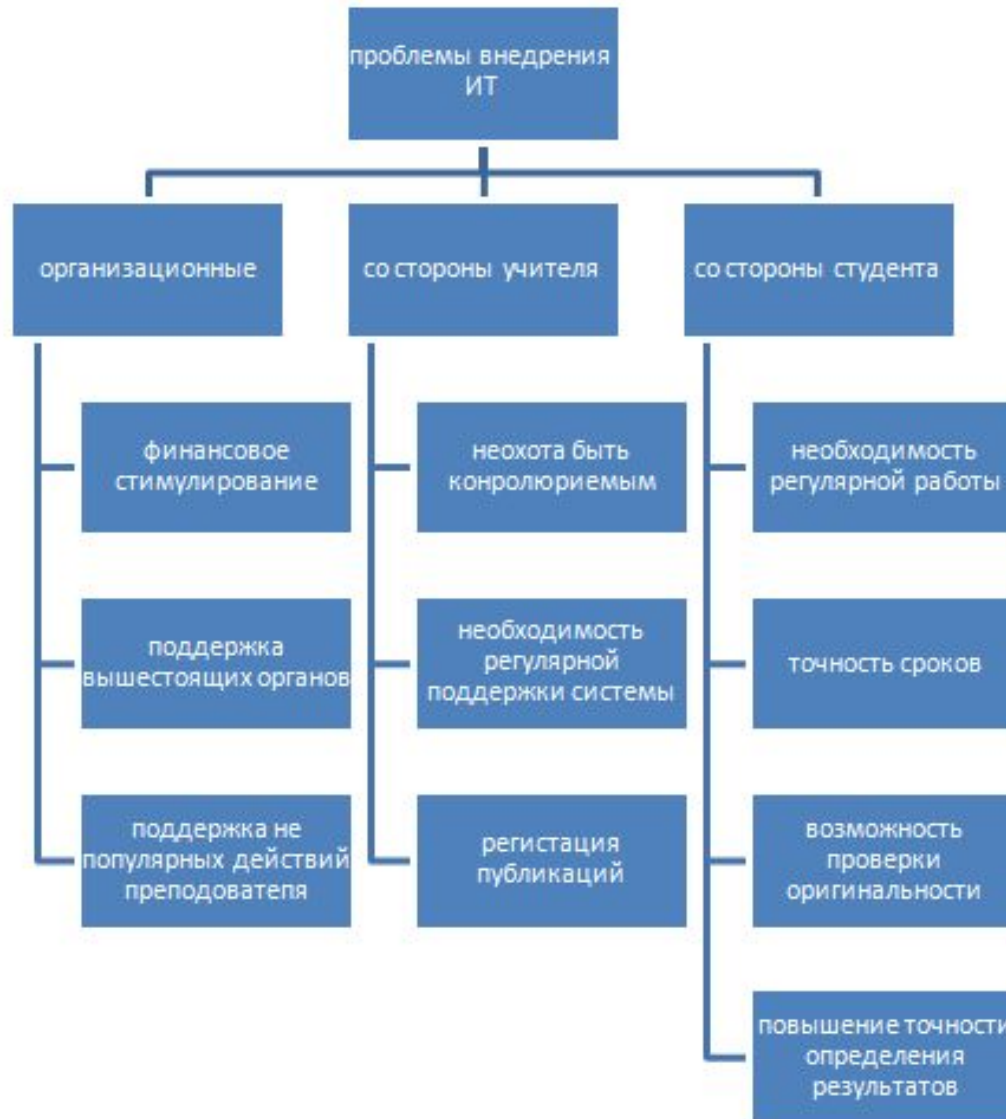 проблемы внедрения
ИТ
организационные
со стороны учителя
со стороны студента
финансовое
стимулирование
поддержка
вышестоящих органов
поддержка не
популярных действий
преподователя
неохота быть
конролюриемым
необходимость
регулярной
поддержки системы
регистация
публикаций
необходимость
регулярной работы
точность сроков
возможность
проверки
оригинальности
повышение точности
определения
результатов